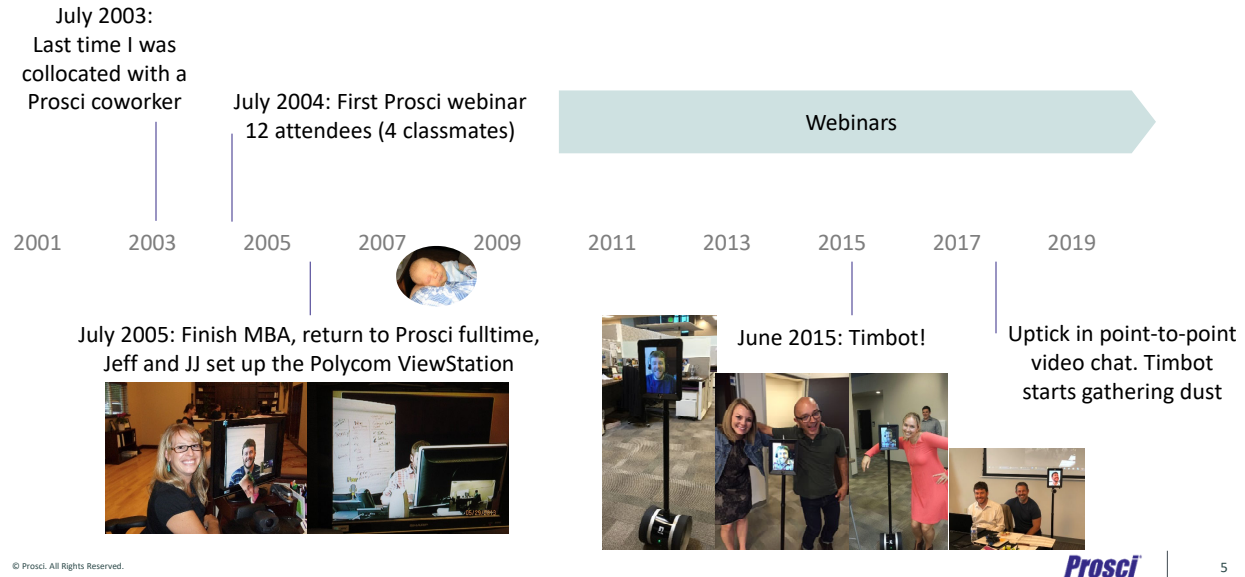 July 2003:
Last time I was
collocated with a
Prosci coworker
July 2004: First Prosci webinar
12 attendees (4 classmates)
Webinars
2001
2003
2005
2007
2009
2011
2013
2015
2017
2019
July 2005: Finish MBA, return to Prosci fulltime,
Jeff and JJ set up the Polycom ViewStation
June 2015: Timbot!
Uptick in point-to-point
video chat. Timbot
starts gathering dust
© Prosci. All Rights Reserved.
Prosci
5